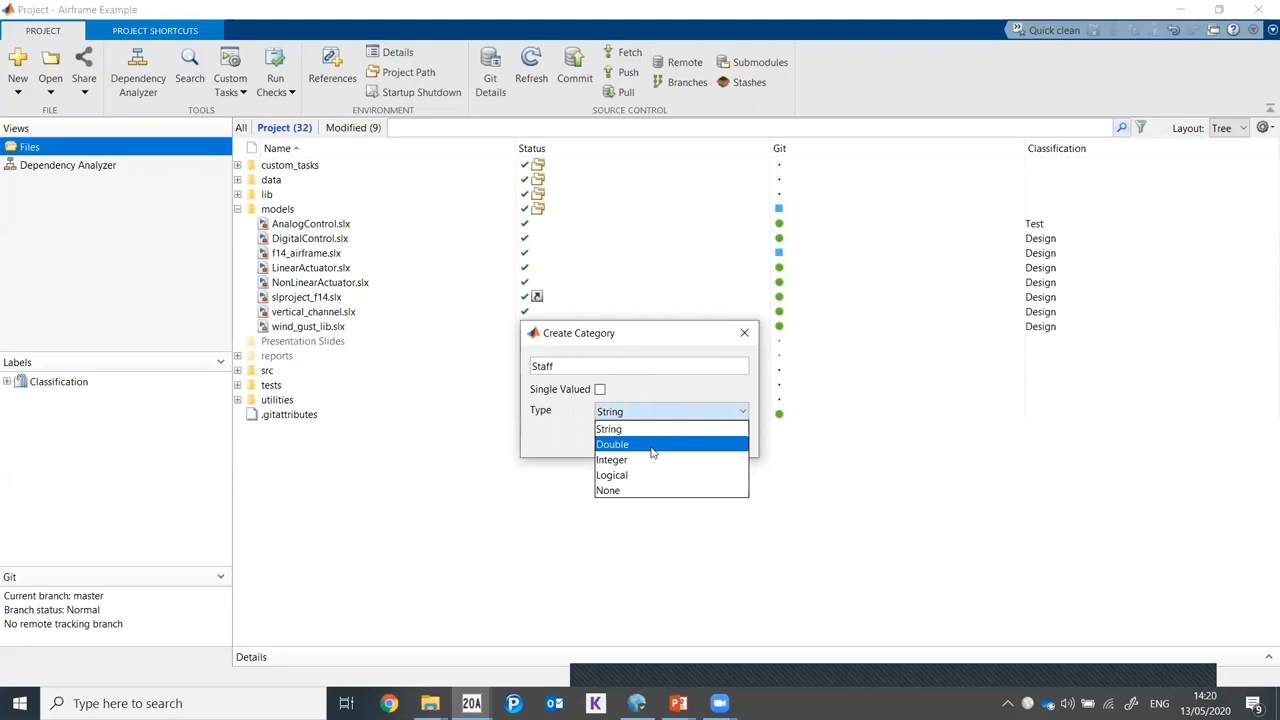 Project - Airframe Example
PROJECT
PROJECT SHORTCUTS
Quick clean
New
Open
Share
Dependency Analyzer
Search
Custom Tasks
Run Checks
References
Details
Project Path
Startup Shutdown
Git Details
Refresh
Commit
Fetch
Push
Pull
Remote
Branches
Submodules
Stashes
FILE
TOOLS
ENVIRONMENT
SOURCE CONTROL
Views
Files
Dependency Analyzer
All
Project (32)
Modified (9)
Layout: Tree
Name
Status
Git
Classification
custom_tasks
data
lib
models
AnalogControl.slx
Test
DigitalControl.slx
Design
f14_airframe.slx
Design
LinearActuator.slx
Design
NonLinearActuator.slx
Design
slproject_f14.slx
Design
vertical_channel.slx
Design
wind_gust_lib.slx
Design
Presentation Slides
reports
src
tests
utilities
.gitattributes
Labels
Classification
Create Category
Staff
Single Valued
Type
String
String
Double
Integer
Logical
None
Git
Current branch: master
Branch status: Normal
No remote tracking branch
Details
Type here to search
20A
P
K
ENG
14:20
13/05/2020
9